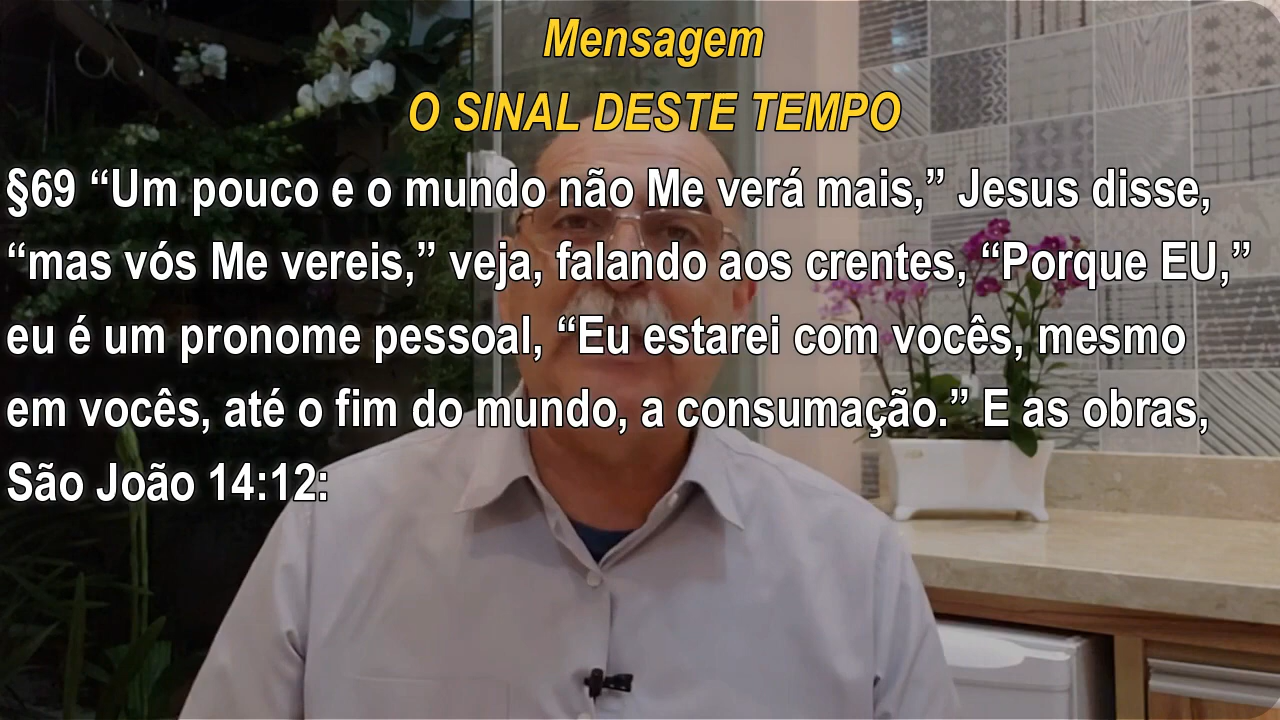 Mensagem
O SINAL DESTE TEMPO
§69 “Um pouco e o mundo não Me verá mais,” Jesus disse,
“mas vós Me vereis,” veja, falando aos crentes, “Porque EU,”
eu é um pronome pessoal, “Eu estarei com vocês, mesmo
em vocês, até o fim do mundo, a consumação.” E as obras,
São João 14:12: